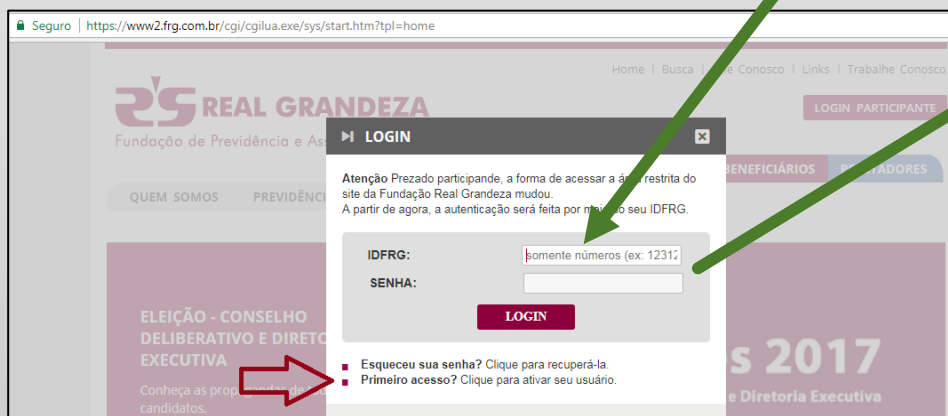 Seguro | https://www2.frg.com.br/cgi/cgilua.exe/sys/start.htm?tpl=home
Home | Busca | Conosco | Links | Trabalhe Conosco
REAL GRANDEZA
LOGIN PARTICIPANTE
Fundação de Previdência e
LOGIN
BENEFICIÁRIOS
QUEM SOMOS
Atenção Prezado participande, a forma de acessar a área restrita do
site da Fundação Real Grandeza mudou.
A partir de agora, a autenticação será feita por meio do seu IDFRG.
IDFRG:
somente números (ex: 12312
SENHA:
LOGIN
ELEIÇÃO - CONSELHO
DELIBERATIVO E
EXECUTIVA
Conheça as
candidatos.
Esqueceu sua senha? Clique para recuperá-la.
Primeiro acesso? Clique para ativar seu usuário.
2017
e Diretoria Executiva